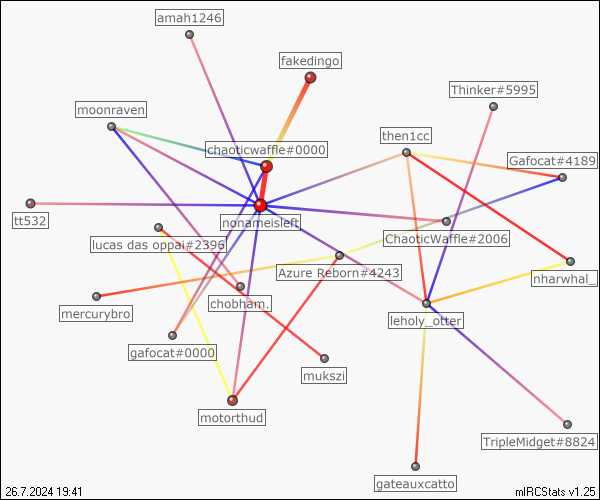 amah1246
fakedingo
Thinker#5995
moonraven
then1cc
chaoticwaffle#0000
Gafocat#4189
tt532
nonameisleft
ChaoticWaffle#2006
lucas das oppai#2396
Azure Reborn#4243
nharwhal_
mercurybro
chobham.
leholy_otter
gafocat#0000
mukszi
motorthud
TripleMidget#8824
gateauxcatto
26.7.2024 19:41
mIRCStats v1.25